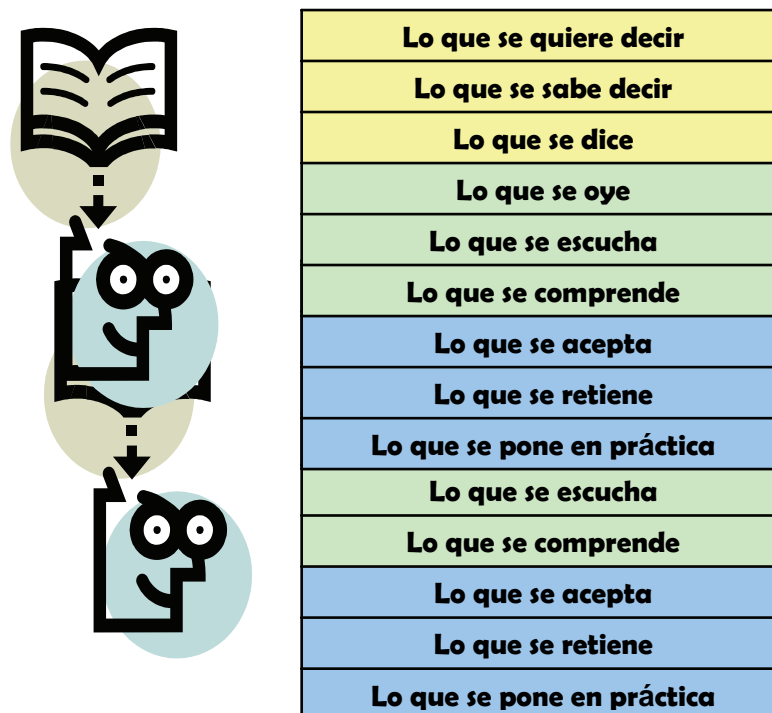 Lo que se quiere decir
Lo que se sabe decir
Lo que se dice
Lo que se oye
Lo que se escucha
Lo que se comprende
Lo que se acepta
Lo que se retiene
Lo que se pone en práctica
Lo que se escucha
Lo que se comprende
Lo que se acepta
Lo que se retiene
Lo que se pone en práctica